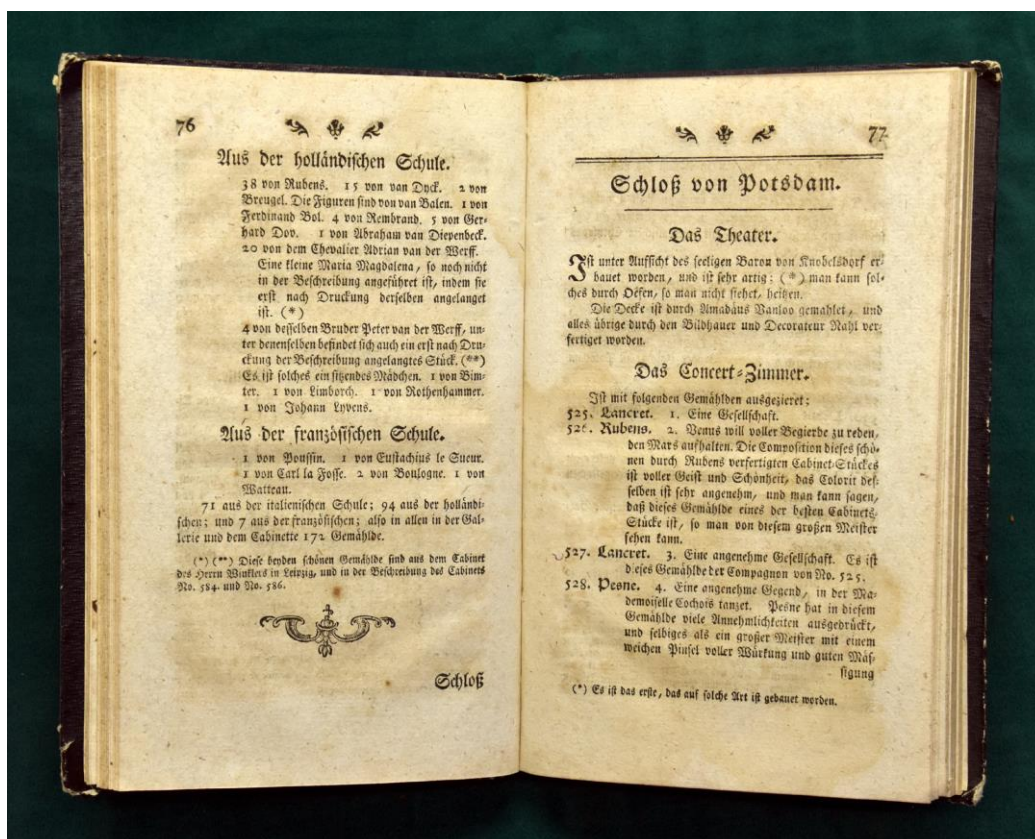 76
Aus der holländischen Schule.
38 von Rubens. 15 von van Dyck. 2 von
Breugel. Die Figuren sind von van Balen. 1 von
Ferdinand Bol. 4 von Rembrand. 5 von Ger-
hard Dov. 1 von Abraham van Diepenbeck.
20 von dem Chevalier Adrian van der Werff.
Eine kleine Maria Magdalena, so noch nicht
in der Beschreibung angeführet ist, indem sie
erst nach Druckung derselben angelanget
ist. (*)
4 von desselben Bruder Peter van der Werff, un-
ter denenselben befindet sich auch ein erst nach Dru-
ckung der Beschreibung angelangtes Stück. (**)
Es ist solches ein sitzendes Mädchen. 1 von Bim-
ter. 1 von Limborch. 1 von Rothenhammer.
1 von Johann Lyvens.
Aus der französischen Schule.
1 von Poussin. 1 von Eustachius le Sueur.
1 von Carl la Fosse. 2 von Boulogne. 1 von
Watteau.
71 aus der italienischen Schule; 94 aus der holländi-
schen; und 7 aus der französischen; also in allen in der Gal-
lerie und dem Cabinette 172 Gemählde.
(*) (**) Diese beyden schönen Gemählde sind aus dem Cabinet
des Herrn Winklers in Leipzig, und in der Beschreibung des Cabinets
No. 584. und No. 586.
Schloß
77
Schloß von Potsdam.
Das Theater.
Ist unter Aufsicht des seeligen Baron von Knobelsdorf er-
bauet worden, und ist sehr artig; (*) man kann sol-
ches durch Oefen, so man nicht siehet, heitzen.
Die Decke ist durch Amadäus Vanloo gemahlet, und
alles übrige durch den Bildhauer und Decorateur Nahl ver-
fertiget worden.
Das Concert-Zimmer.
Ist mit folgenden Gemählden ausgezieret:
525. Lancret. 1. Eine Gesellschaft.
526. Rubens. 2. Venus will voller Begierde zu reden,
den Mars aufhalten. Die Composition dieses schö-
nen durch Rubens verfertigten Cabinet-Stückes
ist voller Geist und Schönheit, das Colorit des-
selben ist sehr angenehm, und man kann sagen,
daß dieses Gemählde eines der besten Cabinets-
Stücke ist, so man von diesem großen Meister
sehen kann.
527. Lancret. 3. Eine angenehme Gesellschaft. Es ist
dieses Gemählde der Compagnon von No. 525.
528. Pesne. 4. Eine angenehme Gegend, in der Ma-
demoiselle Cochois tanzet. Pesne hat in diesem
Gemählde viele Annehmlichkeiten ausgedrückt,
und selbiges als ein großer Meister mit einem
weichen Pinsel voller Würkung und guten Mäs-
sigung
(*) Es ist das erste, das auf solche Art ist gebauet worden.